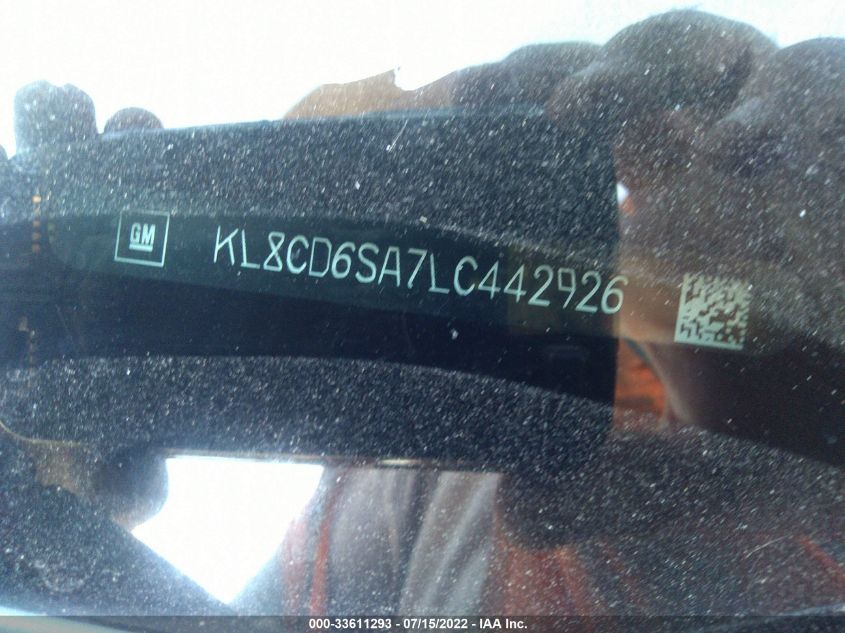 GM
KL8CD6SA7LC442926
000-33611293 - 07/15/2022 - IAA Inc.